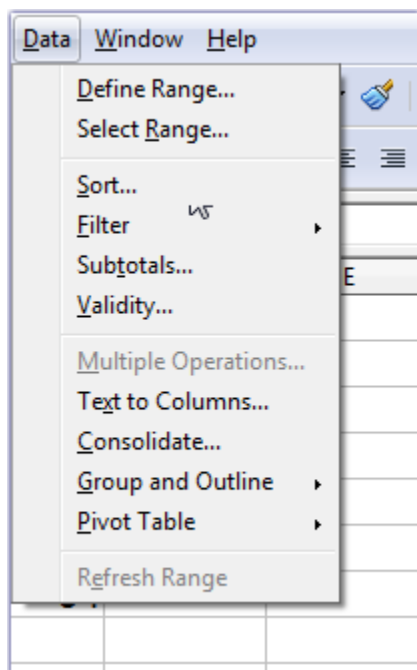 Data Window Help
Define Range...
Select Range...
Sort...
Filter
Subtotals...
E
Validity...
Multiple Operations...
Text to Columns...
Consolidate...
Group and Outline
Pivot Table
Refresh Range